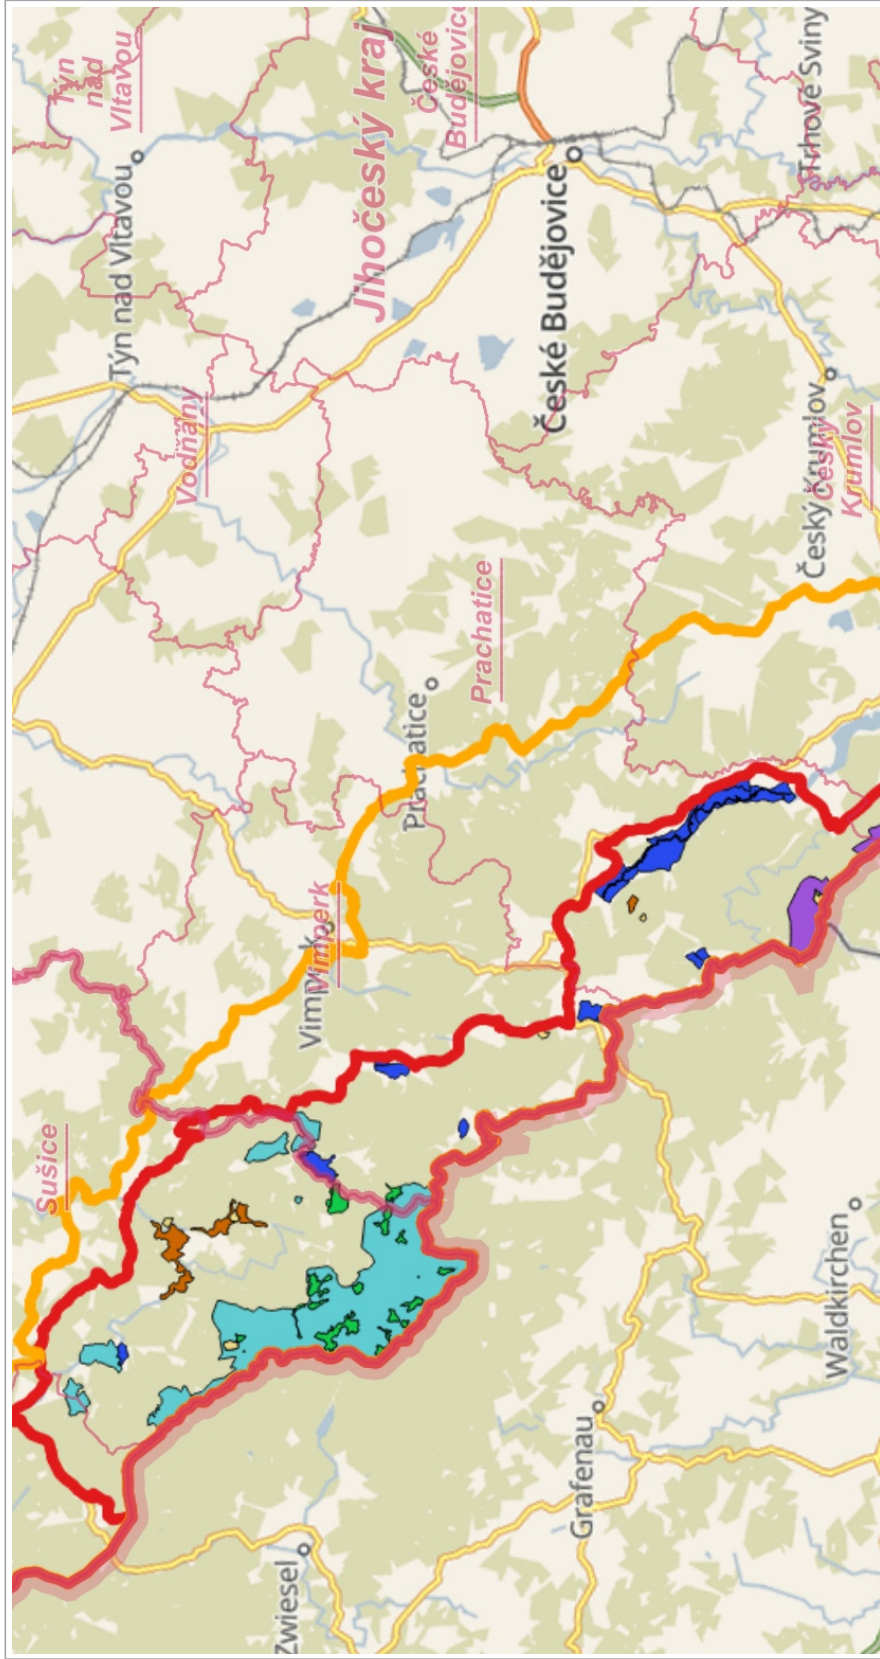 Sušice
Týn
nad
Vltavou
Týn nad Vltavou
Vodňany
Zwiesel
Vimperk
Vimperk
Jihočeský kraj
Prachatice
České
Budějovice
Prachatice
České Budějovice
Grafenau
Trhové Sviny
Český Krumlov
Český
Krumlov
Waldkirchen